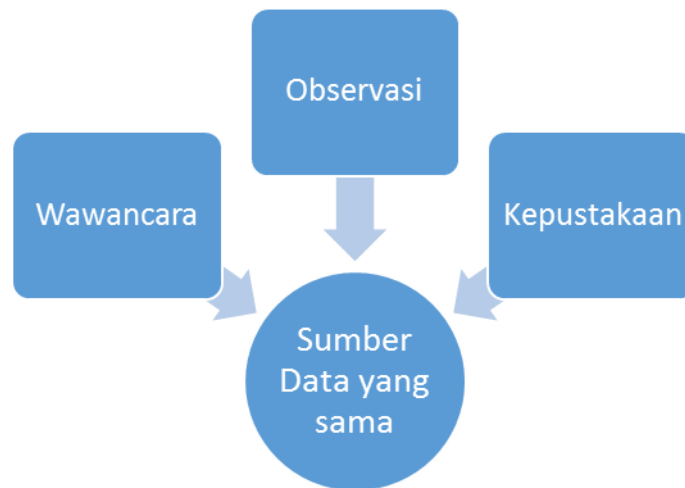 Observasi
Wawancara
Kepustakaan
Sumber
Data yang
sama